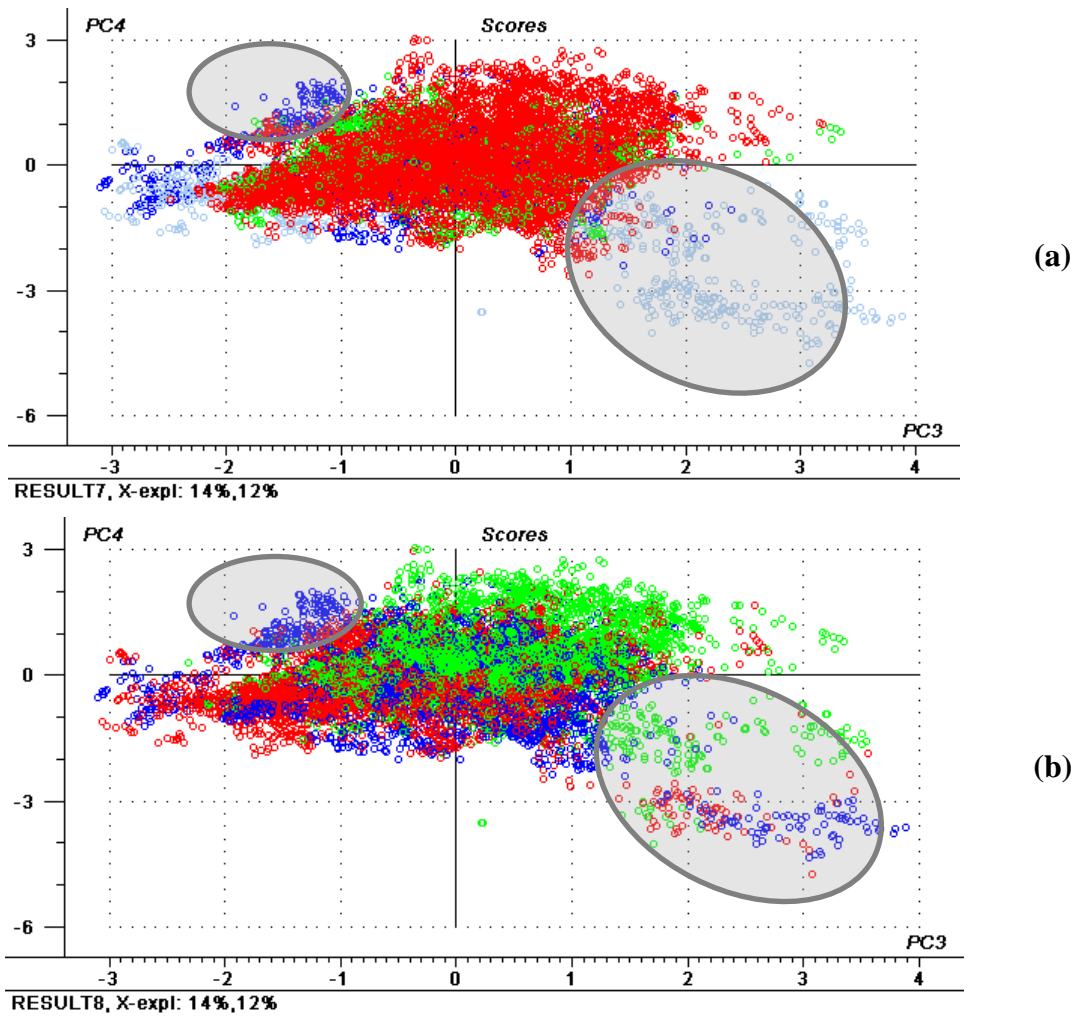 PC4 Scores
3
0
(a)
-3
-6
PC3
-3 -2 -1 0 1 2 3 4
RESULT7, X-expl: 14%,12%
PC4 Scores
3
0
(b)
-3
-6
PC3
-3 -2 -1 0 1 2 3 4
RESULT8, X-expl: 14%,12%